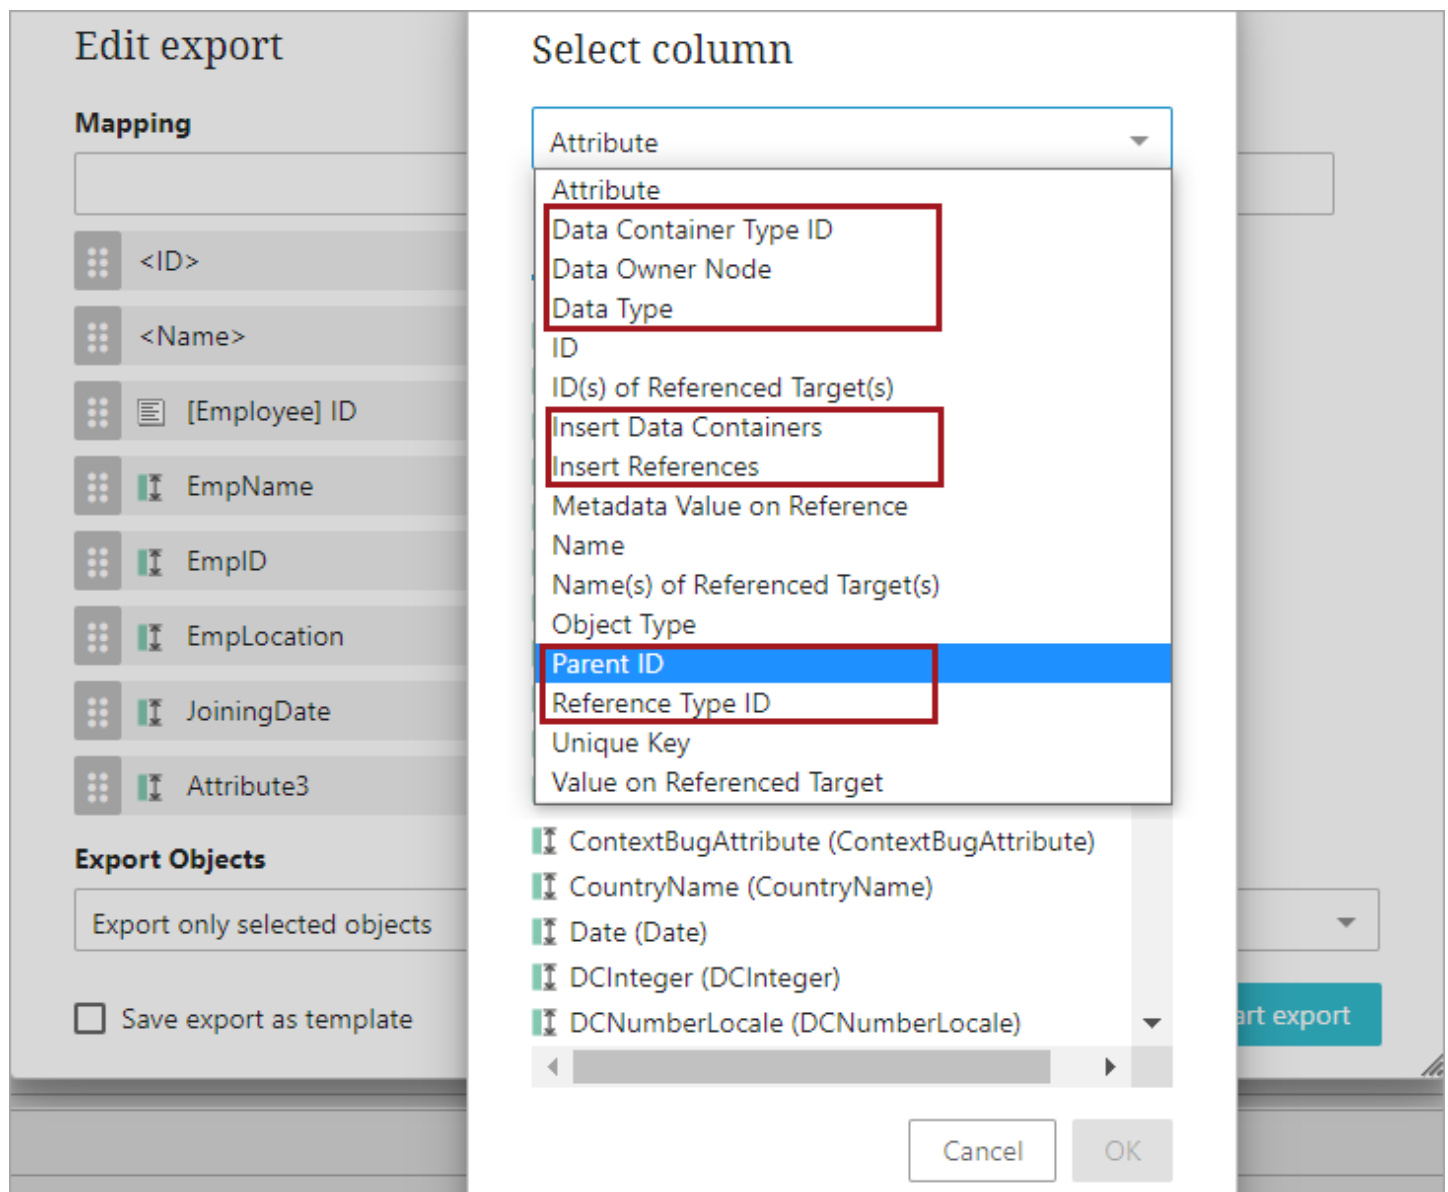 Edit export
Mapping
<ID>
<Name>
[Employee] ID
EmpName
EmpID
EmpLocation
JoiningDate
Attribute3
Export Objects
Export only selected objects
Save export as template
Select column
Attribute
Attribute
Data Container Type ID
Data Owner Node
Data Type
ID
ID(s) of Referenced Target(s)
Insert Data Containers
Insert References
Metadata Value on Reference
Name
Name(s) of Referenced Target(s)
Object Type
Parent ID
Reference Type ID
Unique Key
Value on Referenced Target
ContextBugAttribute (ContextBugAttribute)
CountryName (CountryName)
Date (Date)
DCInteger (DCInteger)
DCNumberLocale (DCNumberLocale)
art export
Cancel
OK